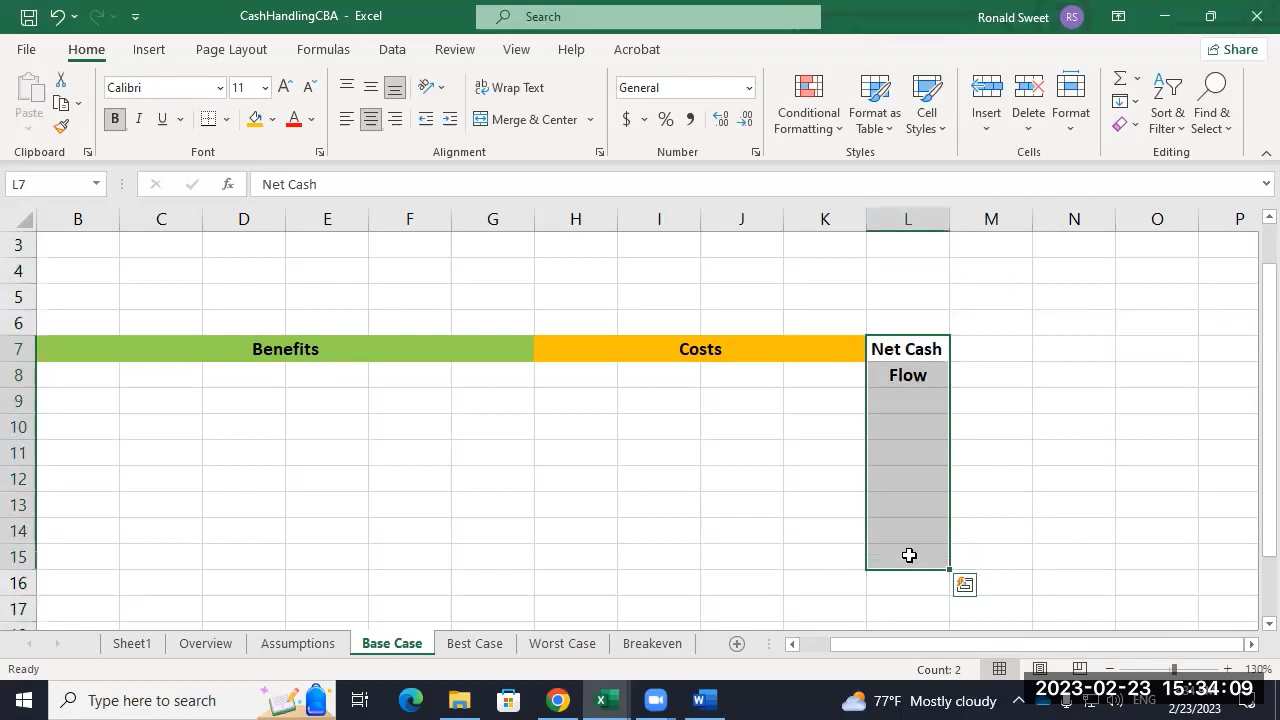 CashHandlingCBA - Excel
Search
Ronald Sweet RS
File Home Insert Page Layout Formulas Data Review View Help Acrobat Share
Paste
Calibri 11
Wrap Text
Merge & Center
General
$ % 9
Conditional Formatting
Format as Table
Cell Styles
Insert
Delete
Format
Sort & Filter
Find & Select
Clipboard Font Alignment Number Styles Cells Editing
L7 fx Net Cash
B C D E F G H I J K L M N O P
3
4
5
6
7 Benefits Costs Net Cash
8 Flow
9
10
11
12
13
14
15
16
17
Sheet1 Overview Assumptions Base Case Best Case Worst Case Breakeven
Ready Count: 2 130%
Type here to search
77°F Mostly cloudy
ENG
2023-02-23 15:34:09
2/23/2023